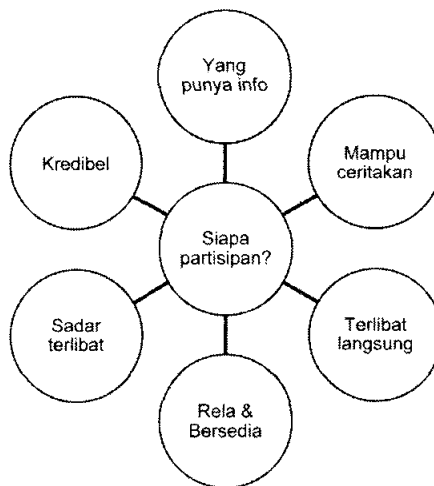 Yang
punya info
Kredibel
Mampu
ceritakan
Siapa
partisipan?
Sadar
terlibat
Terlibat
langsung
Rela &
Bersedia